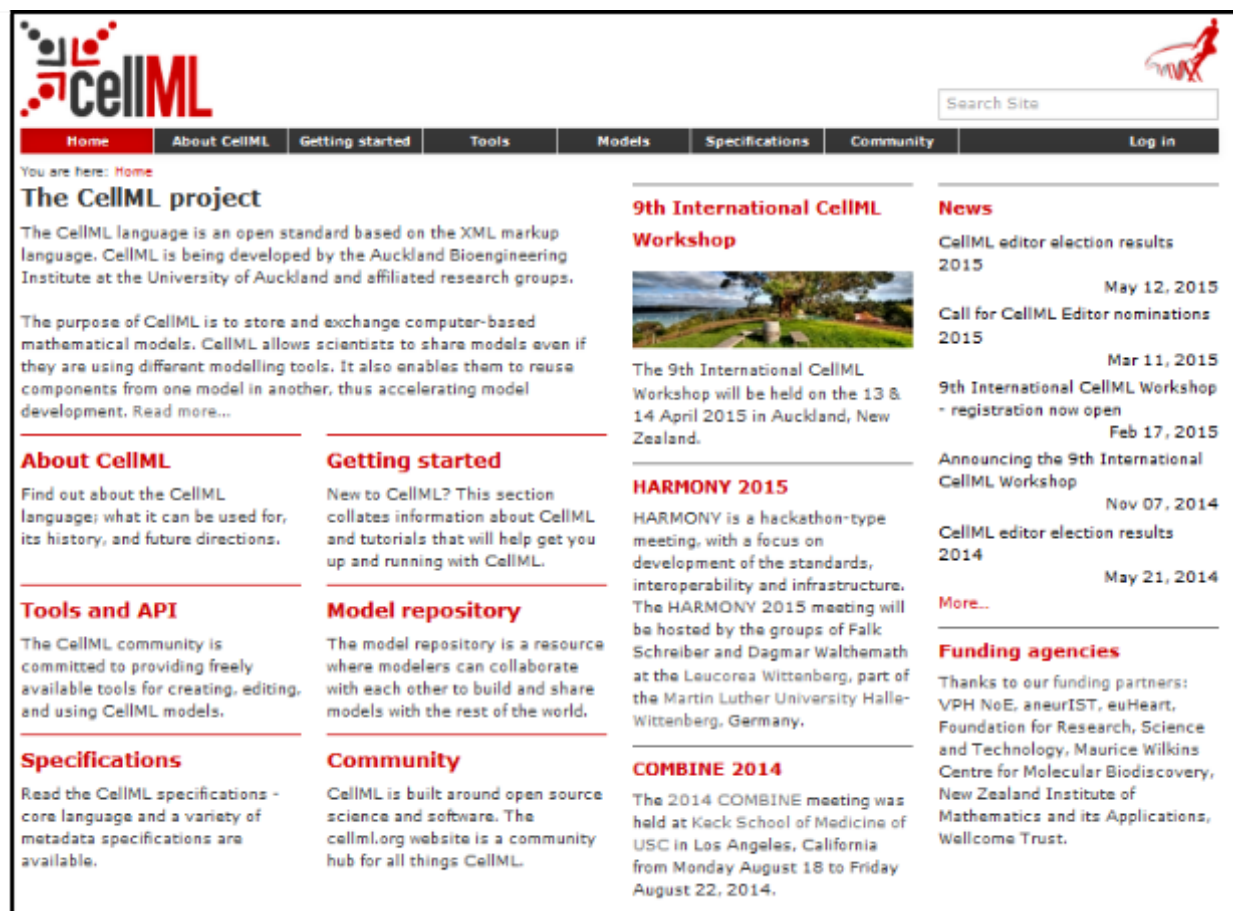 cellML
Search Site
Home
About CellML
Getting started
Tools
Models
Specifications
Community
Log in
You are here: Home
The CellML project
The CellML language is an open standard based on the XML markup
language. CellML is being developed by the Auckland Bioengineering
Institute at the University of Auckland and affiliated research groups.
The purpose of CellML is to store and exchange computer-based
mathematical models. CellML allows scientists to share models even if
they are using different modelling tools. It also enables them to reuse
components from one model in another, thus accelerating model
development. Read more...
About CellML
Find out about the CellML
language; what it can be used for,
its history, and future directions.
Getting started
New to CellML? This section
collates information about CellML
and tutorials that will help get you
up and running with CellML.
Tools and API
The CellML community is
committed to providing freely
available tools for creating, editing,
and using CellML models.
Model repository
The model repository is a resource
where modelers can collaborate
with each other to build and share
models with the rest of the world.
Specifications
Read the CellML specifications -
core language and a variety of
metadata specifications are
available.
Community
CellML is built around open source
science and software. The
cellml.org website is a community
hub for all things CellML.
9th International CellML
Workshop
The 9th International CellML
Workshop will be held on the 13 &
14 April 2015 in Auckland, New
Zealand.
HARMONY 2015
HARMONY is a hackathon-type
meeting, with a focus on
development of the standards,
interoperability and infrastructure.
The HARMONY 2015 meeting will
be hosted by the groups of Falk
Schreiber and Dagmar Walthemath
at the Leucorea Wittenberg, part of
the Martin Luther University Halle-
Wittenberg, Germany.
COMBINE 2014
The 2014 COMBINE meeting was
held at Keck School of Medicine of
USC in Los Angeles, California
from Monday August 18 to Friday
August 22, 2014.
News
CellML editor election results
2015
May 12, 2015
Call for CellML Editor nominations
2015
Mar 11, 2015
9th International CellML Workshop
- registration now open
Feb 17, 2015
Announcing the 9th International
CellML Workshop
Nov 07, 2014
CellML editor election results
2014
May 21, 2014
More…
Funding agencies
Thanks to our funding partners:
VPH NoE, aneurIST, euHeart,
Foundation for Research, Science
and Technology, Maurice Wilkins
Centre for Molecular Biodiscovery,
New Zealand Institute of
Mathematics and its Applications,
Wellcome Trust.